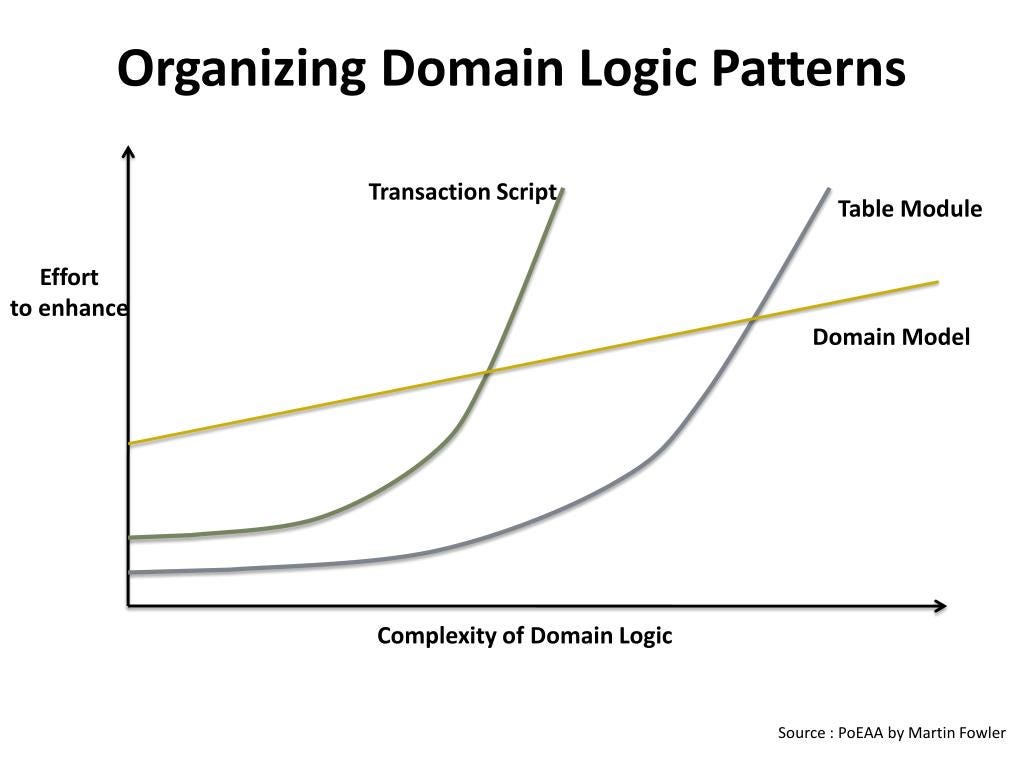 Organizing Domain Logic Patterns
Transaction Script
Table Module
Effort
to enhance
Domain Model
Complexity of Domain Logic
Source : PoEAA by Martin Fowler